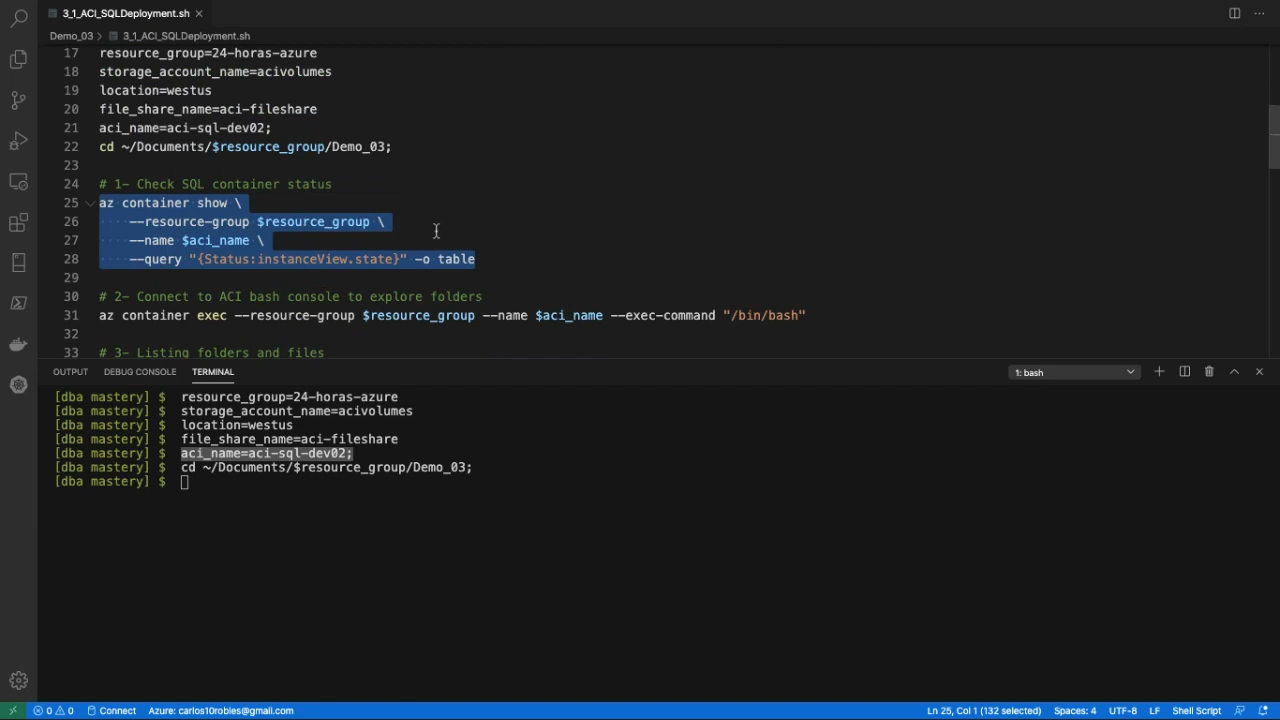 3_1_ACI_SQLDeployment.sh
Demo_03 > 3_1_ACI_SQLDeployment.sh
17 resource_group=24-horas-azure
18 storage_account_name=acivolumes
19 location=westus
20 file_share_name=aci-fileshare
21 aci_name=aci-sql-dev02;
22 cd ~/Documents/$resource_group/Demo_03;
23
24 # 1- Check SQL container status
25 az container show \
26 --resource-group $resource_group \
27 --name $aci_name \
28 --query "{Status:instanceView.state}" -o table
29
30 # 2- Connect to ACI bash console to explore folders
31 az container exec --resource-group $resource_group --name $aci_name --exec-command "/bin/bash"
32
33 # 3- Listing folders and files
OUTPUT DEBUG CONSOLE TERMINAL 1: bash
[dba mastery] $ resource_group=24-horas-azure
[dba mastery] $ storage_account_name=acivolumes
[dba mastery] $ location=westus
[dba mastery] $ file_share_name=aci-fileshare
[dba mastery] $ aci_name=aci-sql-dev02;
[dba mastery] $ cd ~/Documents/$resource_group/Demo_03;
[dba mastery] $
0 0 Connect Azure: carlos10robles@gmail.com Ln 25, Col 1 (132 selected) Spaces: 4 UTF-8 LF Shell Script